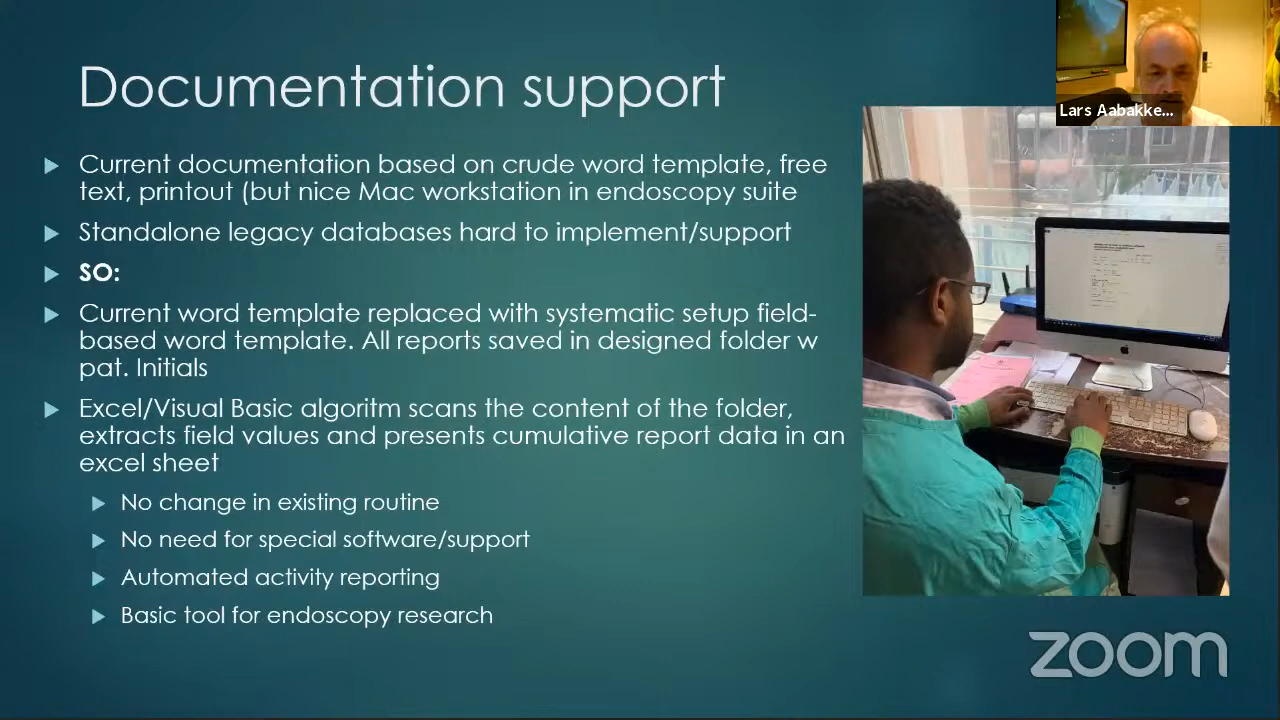 Documentation support
Lars Aabakke...
Current documentation based on crude word template, free
text, printout (but nice Mac workstation in endoscopy suite
Standalone legacy databases hard to implement/support
SO:
Current word template replaced with systematic setup field-
based word template. All reports saved in designed folder w
pat. Initials
Excel/Visual Basic algoritm scans the content of the folder,
extracts field values and presents cumulative report data in an
excel sheet
No change in existing routine
No need for special software/support
Automated activity reporting
Basic tool for endoscopy research
zoom